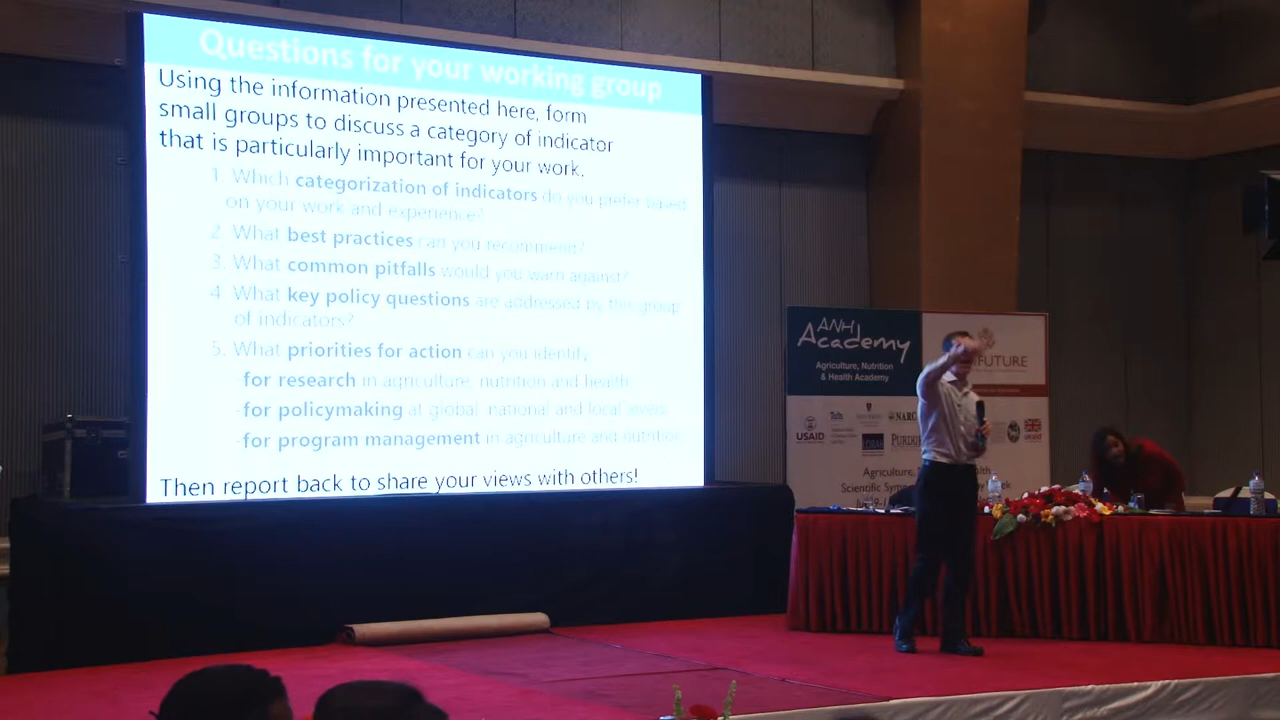 Questions for your working group
Using the information presented here, form
small groups to discuss a category of indicator
that is particularly important for your work.
1. Which categorization of indicators do you prefer based
on your work and experience?
2. What best practices can you recommend?
3. What common pitfalls would you warn against?
4. What key policy questions are addressed by this group
of indicators?
5. What priorities for action can you identify
for research in agriculture, nutrition and health
-for policymaking at global, national and local levels
-for program management in agriculture and nutrition
Then report back to share your views with others!
ANH
Academy
Agriculture, Nutrition
& Health Academy
FUTURE
USAID
NARC
PURDUE
Agriculture,
Scientific